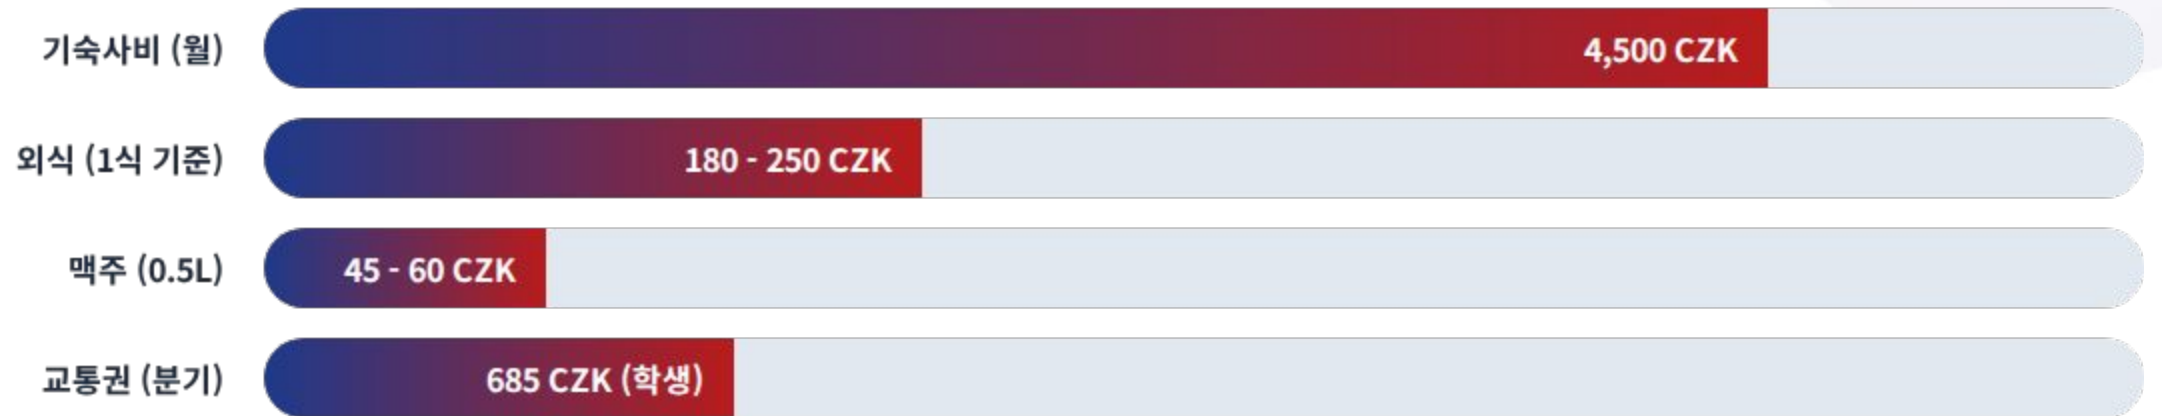 기숙사비 (월) 4,500 CZK
외식 (1식 기준) 180 - 250 CZK
맥주 (0.5L) 45 - 60 CZK
교통권 (분기) 685 CZK (학생)